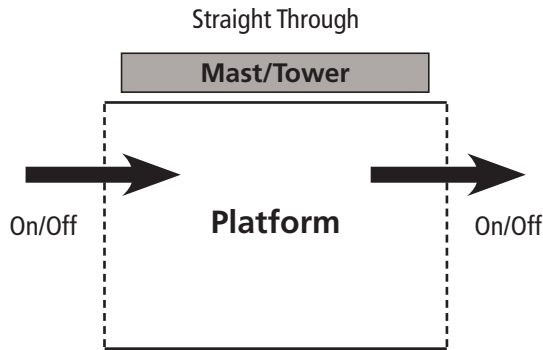 Straight Through
Mast/Tower
On/Off
Platform
On/Off